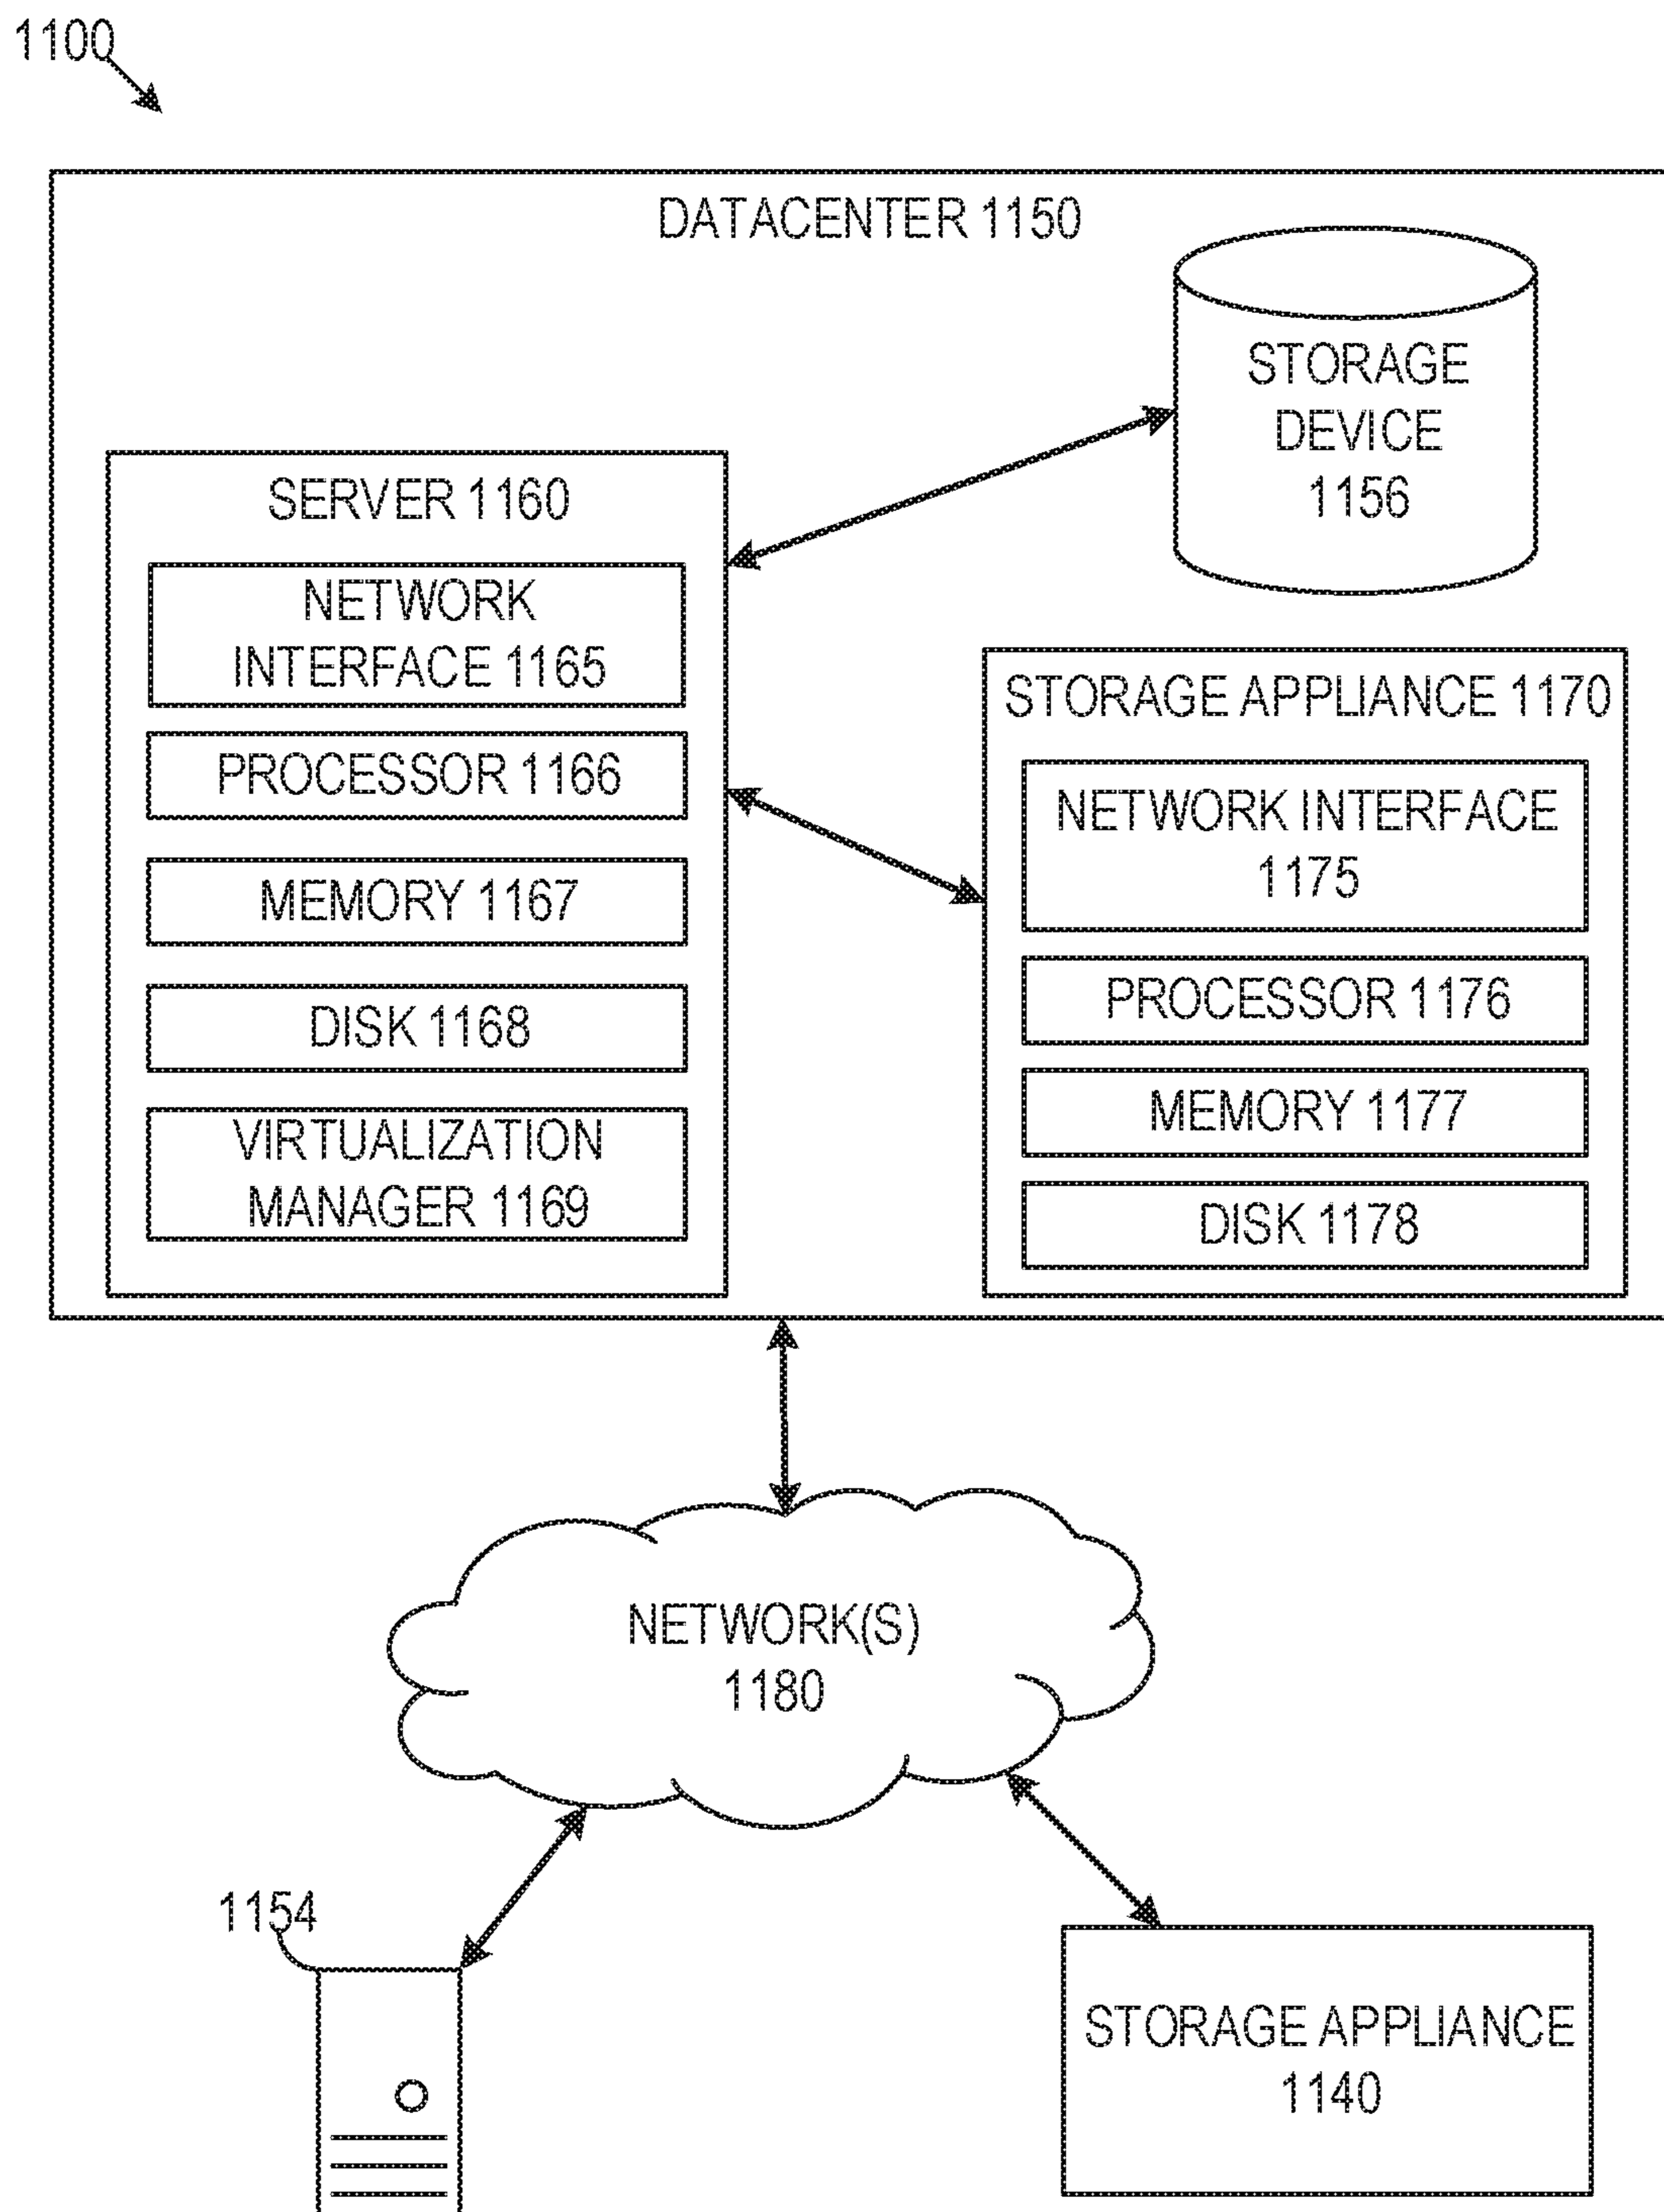 1100
DATACENTER 1150
STORAGE
DEVICE
1156
SERVER 1160
NETWORK
INTERFACE 1165
PROCESSOR 1166
MEMORY 1167
DISK 1168
VIRTUALIZATION
MANAGER 1169
STORAGE APPLIANCE 1170
NETWORK INTERFACE
1175
PROCESSOR 1176
MEMORY 1177
DISK 1178
NETWORK(S)
1180
1154
STORAGE APPLIANCE
1140